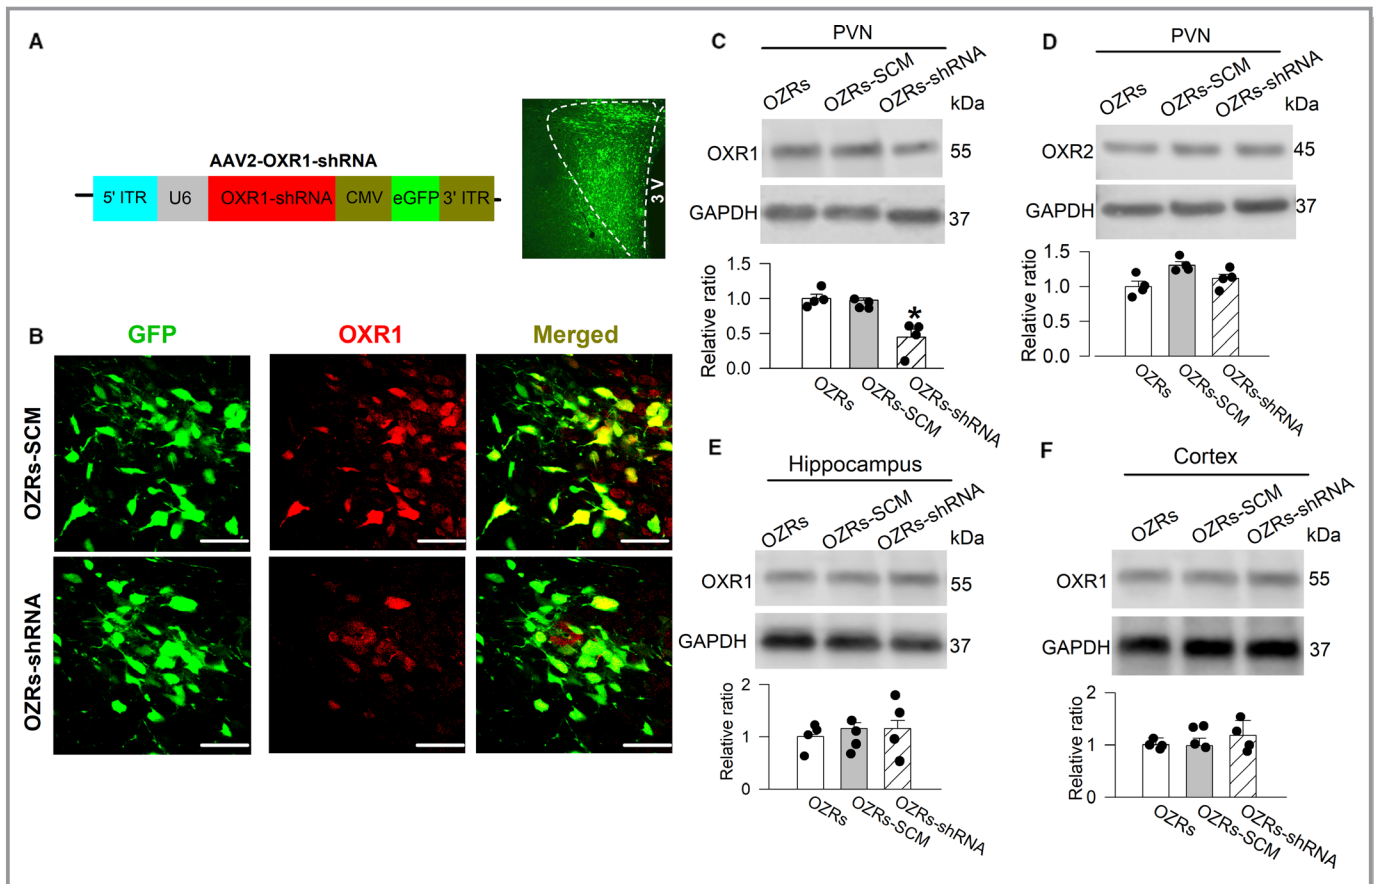 A
AAV2-OXR1-shRNA
5' ITR
U6
OXR1-shRNA
CMV
eGFP
3' ITR
3 V
B
GFP
OXR1
Merged
OZRs-SCM
OZRs-shRNA
C
PVN
OZRs
OZRs-SCM
OZRs-shRNA
kDa
OXR1
55
GAPDH
37
Relative ratio
1.5
1.0
0.5
0.0
*
OZRs
OZRs-SCM
OZRs-shRNA
D
PVN
OZRs
OZRs-SCM
OZRs-shRNA
kDa
OXR2
45
GAPDH
37
Relative ratio
1.5
1.0
0.5
0.0
OZRs
OZRs-SCM
OZRs-shRNA
E
Hippocampus
OZRs
OZRs-SCM
OZRs-shRNA
kDa
OXR1
55
GAPDH
37
Relative ratio
2
1
0
OZRs
OZRs-SCM
OZRs-shRNA
F
Cortex
OZRs
OZRs-SCM
OZRs-shRNA
kDa
OXR1
55
GAPDH
37
Relative ratio
2
1
0
OZRs
OZRs-SCM
OZRs-shRNA